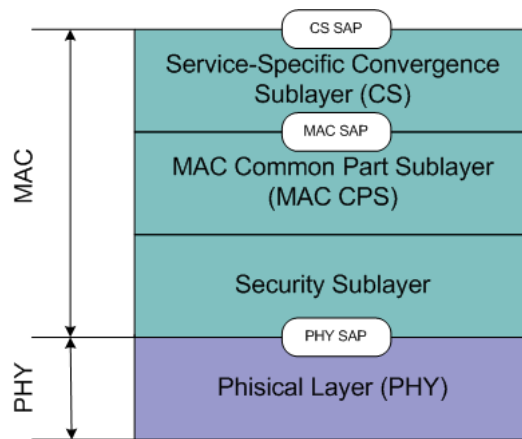 CS SAP
Service-Specific Convergence
Sublayer (CS)
MAC SAP
MAC Common Part Sublayer
(MAC CPS)
Security Sublayer
PHY SAP
Phisical Layer (PHY)
MAC
PHY